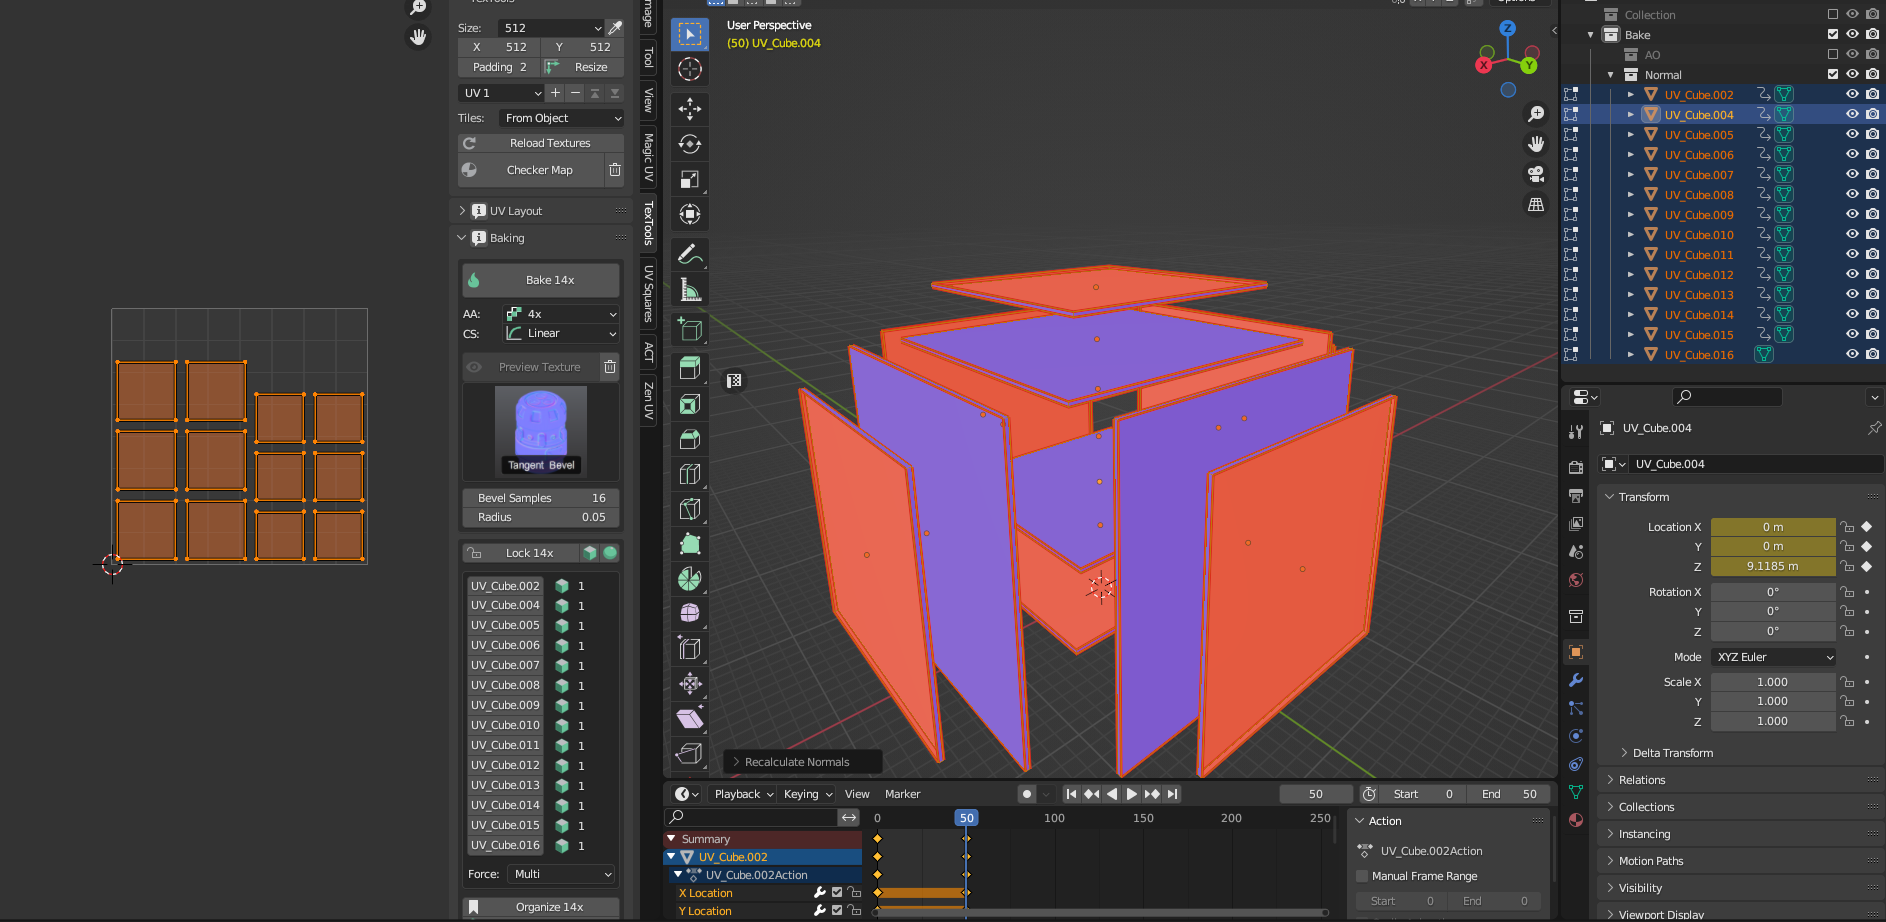 Size:
512
X 512 Y 512
Padding 2 Resize
UV 1
Tiles: From Object
Reload Textures
Checker Map
UV Layout
Baking
Bake 14x
AA: 4x
CS: Linear
Preview Texture
Tangent Bevel
Bevel Samples 16
Radius 0.05
Lock 14x
UV_Cube.002 1
UV_Cube.004 1
UV_Cube.005 1
UV_Cube.006 1
UV_Cube.007 1
UV_Cube.008 1
UV_Cube.009 1
UV_Cube.010 1
UV_Cube.011 1
UV_Cube.012 1
UV_Cube.013 1
UV_Cube.014 1
UV_Cube.015 1
UV_Cube.016 1
Force: Multi
Organize 14x
Image
Tool
View
Magic UV
TexTools
UV Squares
ACT
Zen UV
User Perspective
(50) UV_Cube.004
Z
X
Y
Recalculate Normals
Playback Keying View Marker
50 Start 0 End 50
0 50 100 150 200 250
Summary
UV_Cube.002
UV_Cube.002Action
X Location
Y Location
Action
UV_Cube.002Action
Manual Frame Range
Start 0 End 0
Collection
Bake
AO
Normal
UV_Cube.002
UV_Cube.004
UV_Cube.005
UV_Cube.006
UV_Cube.007
UV_Cube.008
UV_Cube.009
UV_Cube.010
UV_Cube.011
UV_Cube.012
UV_Cube.013
UV_Cube.014
UV_Cube.015
UV_Cube.016
UV_Cube.004
UV_Cube.004
Transform
Location X 0 m
Y 0 m
Z 9.1185 m
Rotation X 0°
Y 0°
Z 0°
Mode XYZ Euler
Scale X 1.000
Y 1.000
Z 1.000
Delta Transform
Relations
Collections
Instancing
Motion Paths
Visibility
Viewport Display